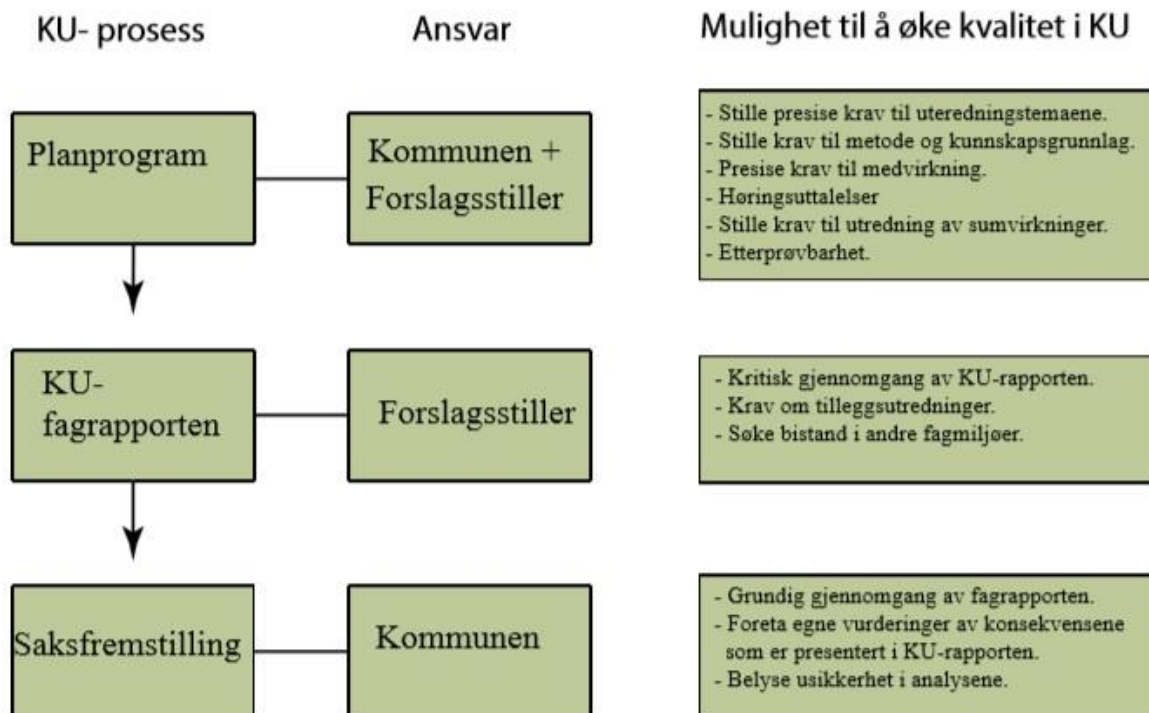 KU- prosess
Ansvar
Mulighet til å øke kvalitet i KU
Planprogram
Kommunen +
Forslagsstiller
- Stille presise krav til uteredningstemaene.
- Stille krav til metode og kunnskapsgrunnlag.
- Presise krav til medvirkning.
- Høringsuttalelser
- Stille krav til utredning av sumvirkninger.
- Etterprøvbarhet.
KU-
fagrapporten
Forslagsstiller
- Kritisk gjennomgang av KU-rapporten.
- Krav om tilleggsutredninger.
- Søke bistand i andre fagmiljøer.
Saksfremstilling
Kommunen
- Grundig gjennomgang av fagrapporten.
- Foreta egne vurderinger av konsekvensene
som er presentert i KU-rapporten.
- Belyse usikkerhet i analysene.